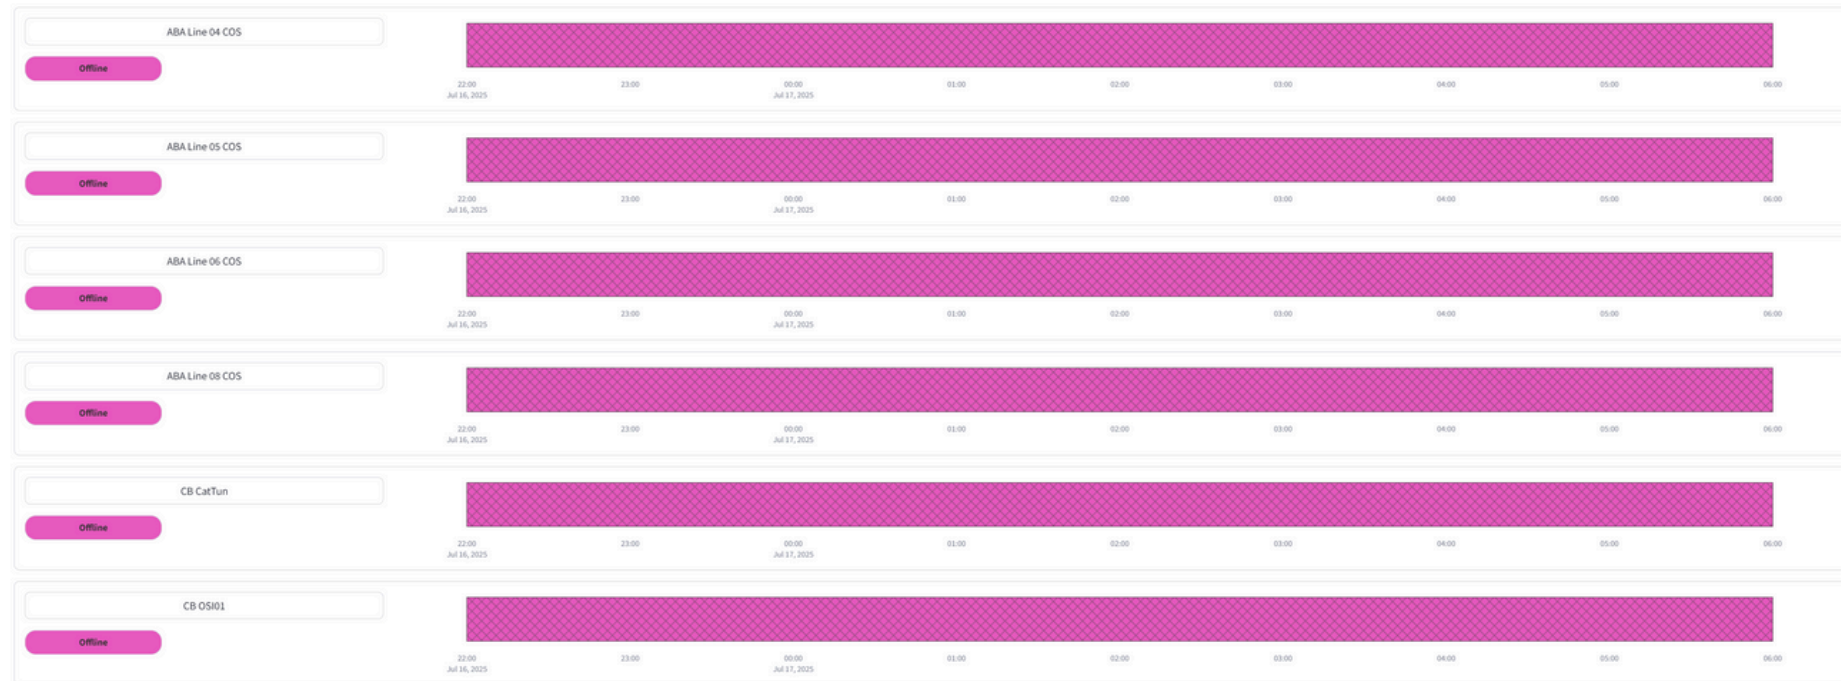 ABA Line 04 COS
Offline
22:00 23:00 00:00 01:00 02:00 03:00 04:00 05:00 06:00
Jul 16, 2025 Jul 17, 2025
ABA Line 05 COS
Offline
22:00 23:00 00:00 01:00 02:00 03:00 04:00 05:00 06:00
Jul 16, 2025 Jul 17, 2025
ABA Line 06 COS
Offline
22:00 23:00 00:00 01:00 02:00 03:00 04:00 05:00 06:00
Jul 16, 2025 Jul 17, 2025
ABA Line 08 COS
Offline
22:00 23:00 00:00 01:00 02:00 03:00 04:00 05:00 06:00
Jul 16, 2025 Jul 17, 2025
CB CatTun
Offline
22:00 23:00 00:00 01:00 02:00 03:00 04:00 05:00 06:00
Jul 16, 2025 Jul 17, 2025
CB OSI01
Offline
22:00 23:00 00:00 01:00 02:00 03:00 04:00 05:00 06:00
Jul 16, 2025 Jul 17, 2025